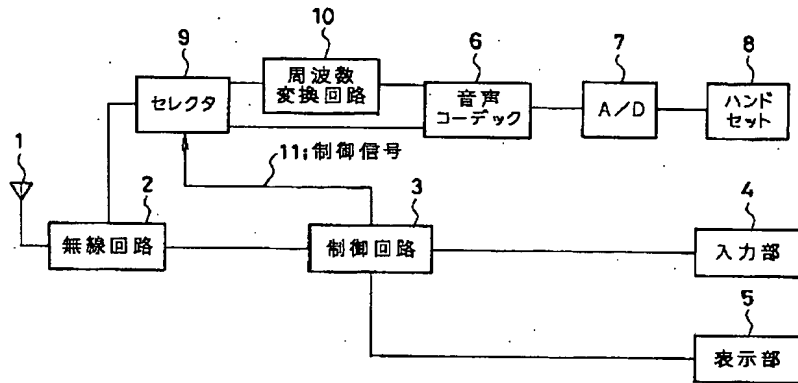 10
9
6
7
8
周波数
変換回路
セレクタ
音声
コーデック
A/D
ハンド
セット
11;制御信号
1
2
3
4
無線回路
制御回路
入力部
5
表示部